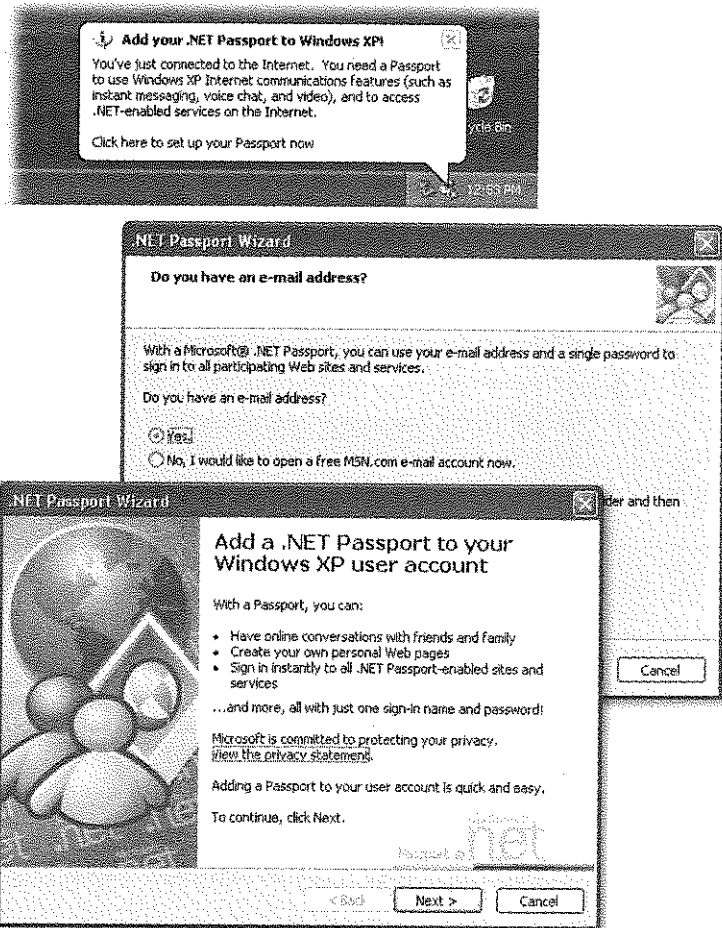 Add your .NET Passport to Windows XP!
You've just connected to the Internet. You need a Passport
to use Windows XP Internet communications features (such as
instant messaging, voice chat, and video), and to access
.NET-enabled services on the Internet.
Click here to set up your Passport now
ycle Bin
PM
.NET Passport Wizard
Do you have an e-mail address?
With a Microsoft® .NET Passport, you can use your e-mail address and a single password to
sign in to all participating Web sites and services.
Do you have an e-mail address?
Yes.
No, I would like to open a free MSN.com e-mail account now.
der and then
Cancel
.NET Passport Wizard
Add a .NET Passport to your
Windows XP user account
With a Passport, you can:
• Have online conversations with friends and family
• Create your own personal Web pages
• Sign in instantly to all .NET Passport-enabled sites and
services
...and more, all with just one sign-in name and password!
Microsoft is committed to protecting your privacy.
View the privacy statement.
Adding a Passport to your user account is quick and easy.
To continue, click Next.
net
< Back
Next >
Cancel